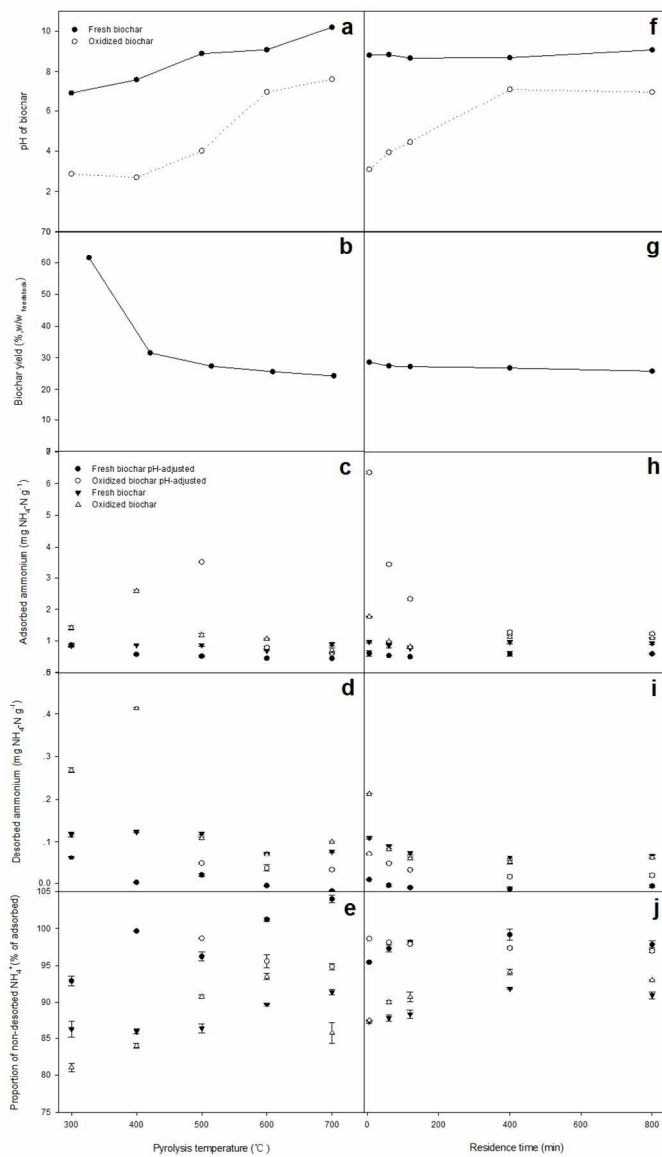 Fresh biochar
Oxidized biochar
a
f
10
8
6
4
2
pH of biochar
70
b
g
60
50
40
30
20
10
Biochar yield (%,w/w feedstock)
Fresh biochar pH-adjusted
Oxidized biochar pH-adjusted
Fresh biochar
Oxidized biochar
c
h
6
5
4
3
2
1
Adsorbed ammonium (mg NH4-N g-1)
d
i
.4
.3
.2
.1
0.0
Desorbed ammonium (mg NH4-N g-1)
105
e
j
100
95
90
85
80
75
Proportion of non-desorbed NH4+(% of adsorbed)
300 400 500 600 700
0 200 400 600 800
Pyrolysis temperature (℃)
Residence time (min)